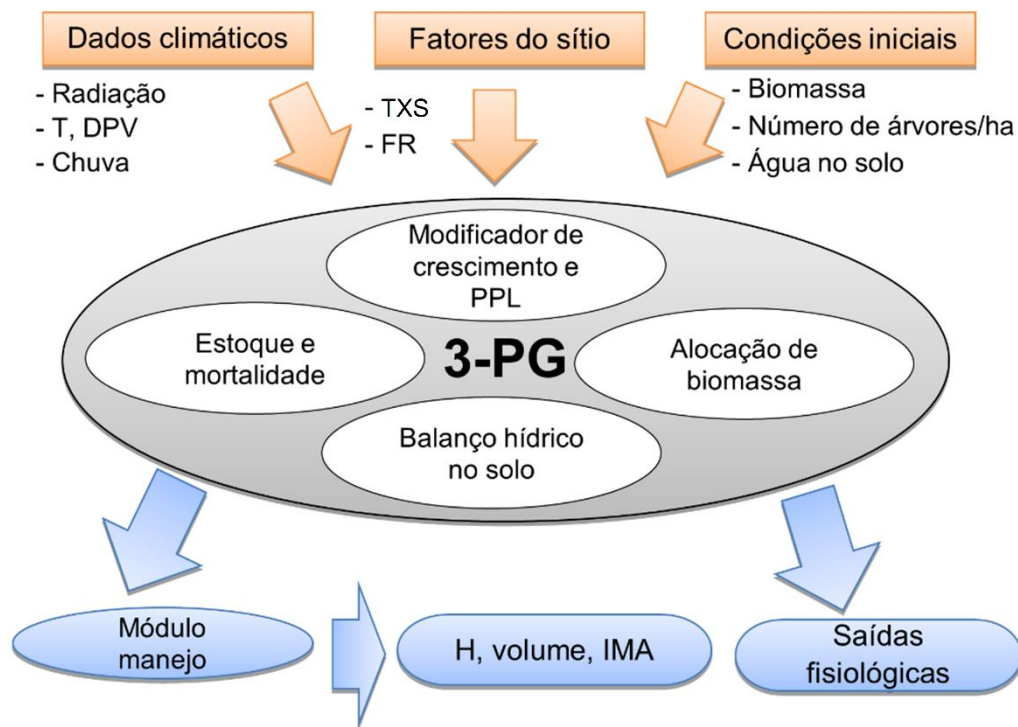 Dados climáticos
Fatores do sítio
Condições iniciais
- Radiação
- T, DPV
- Chuva
- TXS
- FR
- Biomassa
- Número de árvores/ha
- Água no solo
Modificador de
crescimento e
PPL
Estoque e
mortalidade
3-PG
Alocação de
biomassa
Balanço hídrico
no solo
Módulo
manejo
H, volume, IMA
Saídas
fisiológicas